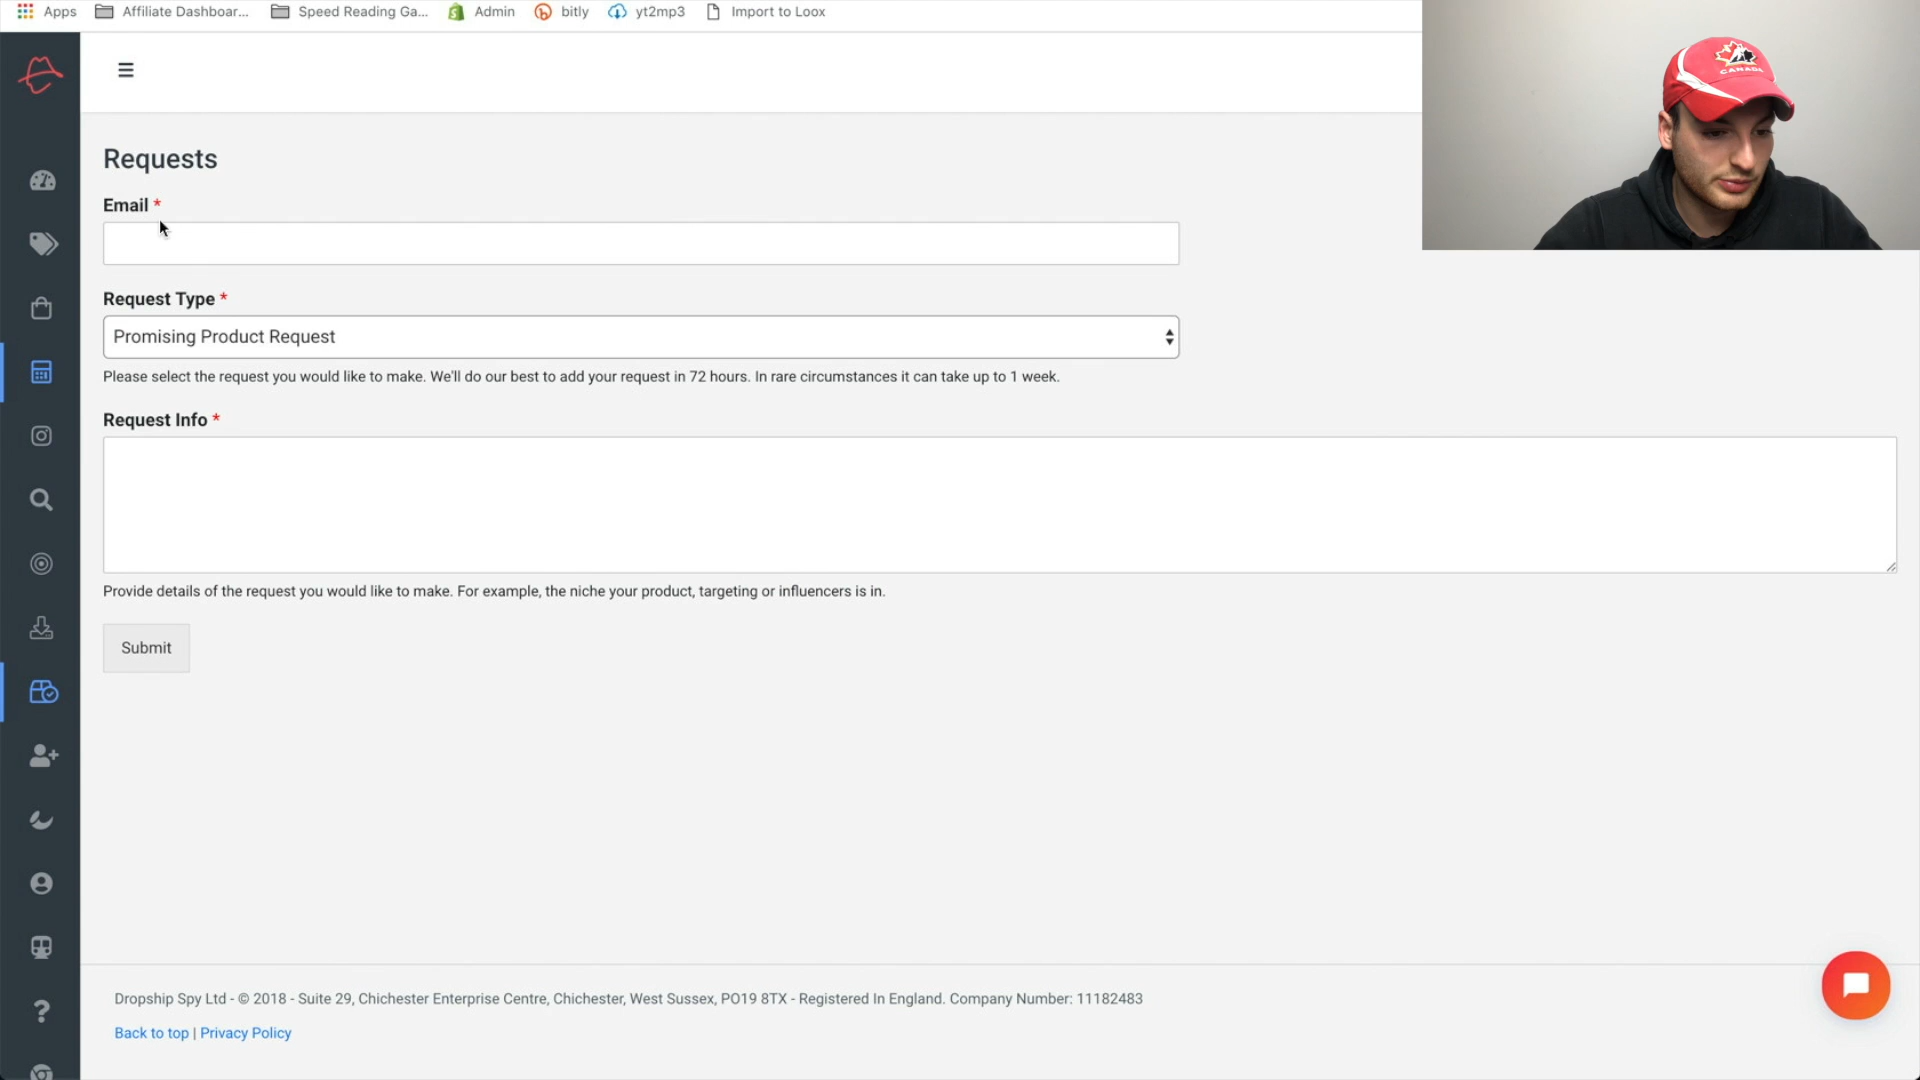 Apps Affiliate Dashboar... Speed Reading Ga... Admin bitly yt2mp3 Import to Loox
CANADA
Requests
Email *
Request Type *
Promising Product Request
Please select the request you would like to make. We'll do our best to add your request in 72 hours. In rare circumstances it can take up to 1 week.
Request Info *
Provide details of the request you would like to make. For example, the niche your product, targeting or influencers is in.
Submit
Dropship Spy Ltd - © 2018 - Suite 29, Chichester Enterprise Centre, Chichester, West Sussex, PO19 8TX - Registered In England. Company Number: 11182483
Back to top | Privacy Policy